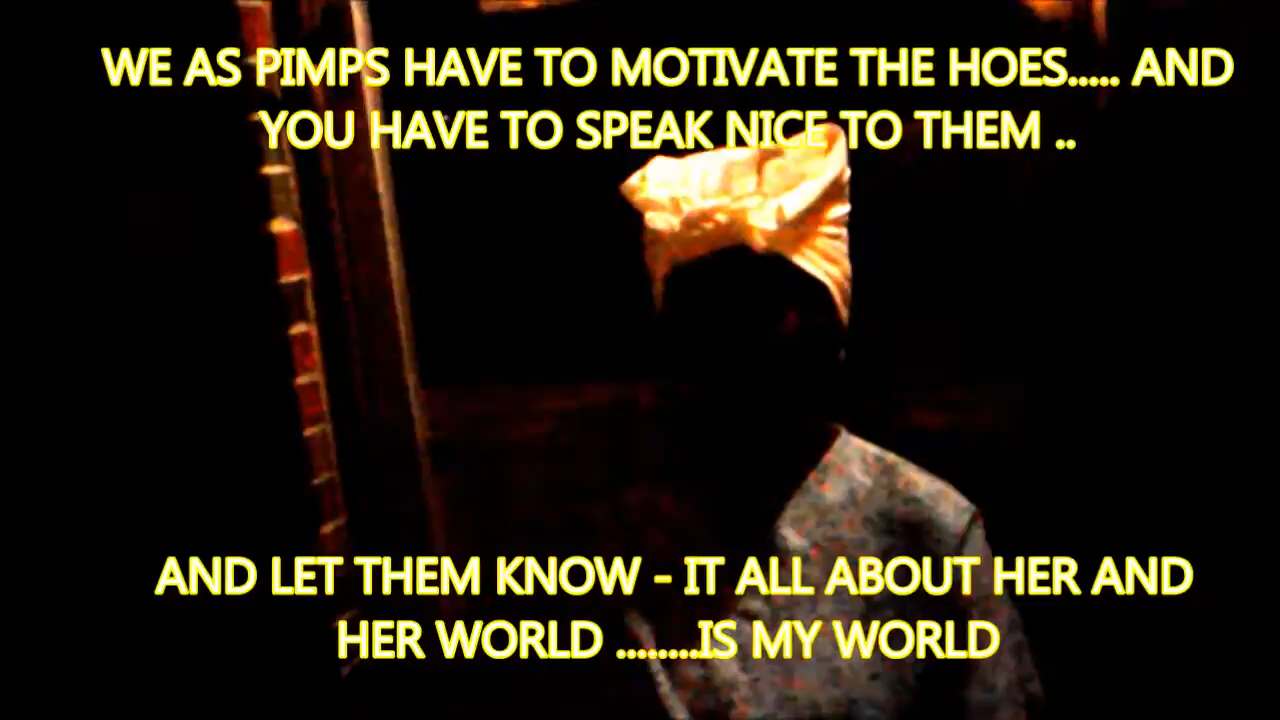 WE AS PIMPS HAVE TO MOTIVATE THE HOES..... AND
YOU HAVE TO SPEAK NICE TO THEM ..
AND LET THEM KNOW - IT ALL ABOUT HER AND
HER WORLD ........IS MY WORLD